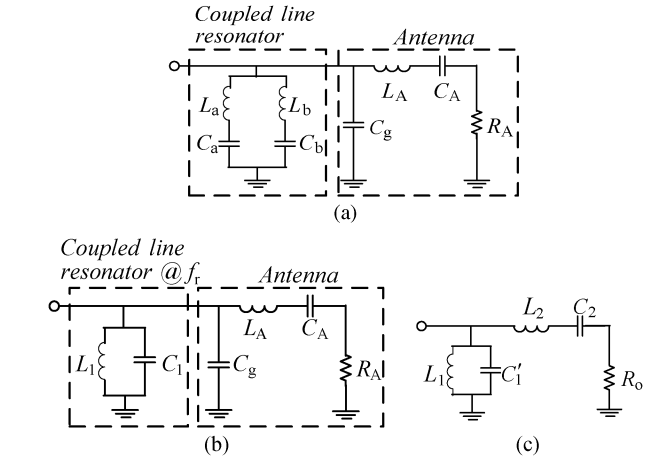 Coupled line
resonator
Antenna
La
Lb
Ca
Cb
Cg
LA
CA
RA
(a)
Coupled line
resonator @ fr
Antenna
L1
C1
Cg
LA
CA
RA
(b)
L1
C1′
L2
C2
Ro
(c)